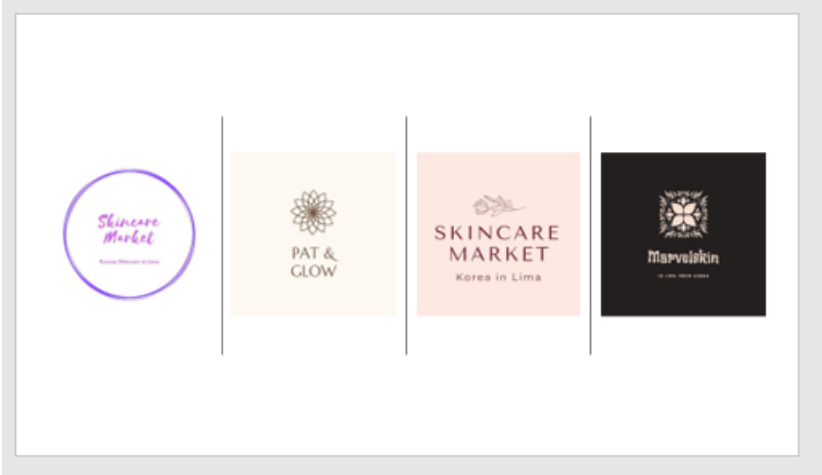 Skincare
Market
Korean Skincare in Lima
PAT &
GLOW
SKINCARE
MARKET
Korea in Lima
Marvelskin